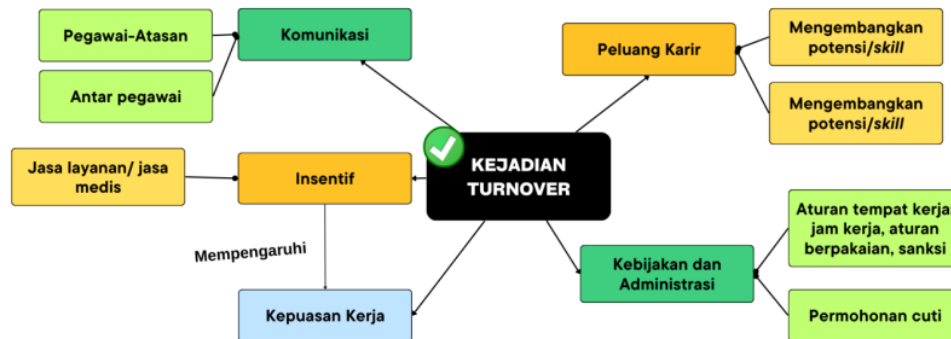 Pegawai-Atasan
Komunikasi
Antar pegawai
Peluang Karir
Mengembangkan
potensi/skill
Mengembangkan
potensi/skill
KEJADIAN
TURNOVER
Jasa layanan/ jasa
medis
Insentif
Mempengaruhi
Kepuasan Kerja
Kebijakan dan
Administrasi
Aturan tempat kerja:
jam kerja, aturan
berpakaian, sanksi
Permohonan cuti